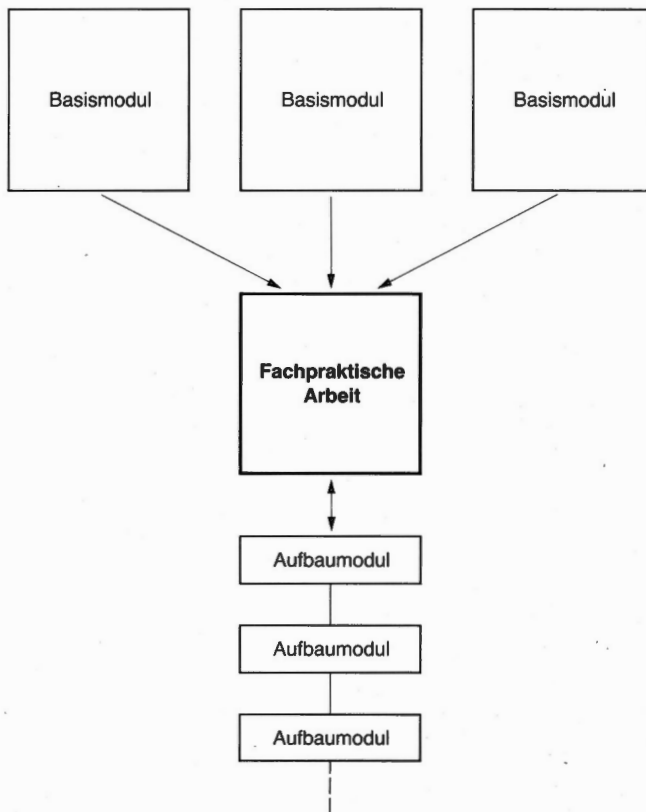 Basismodul
Basismodul
Basismodul
Fachpraktische
Arbeit
Aufbaumodul
Aufbaumodul
Aufbaumodul